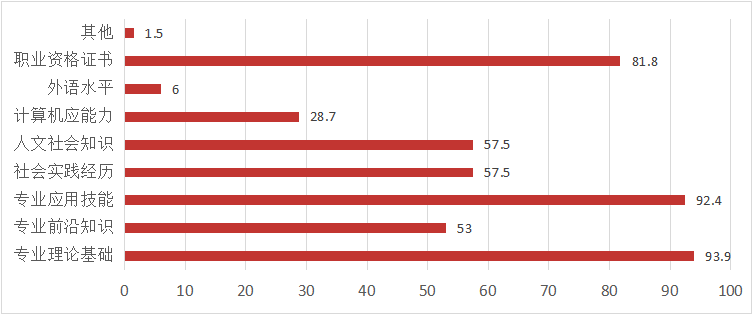 其他 1.5
职业资格证书 81.8
外语水平 6
计算机应能力 28.7
人文社会知识 57.5
社会实践经历 57.5
专业应用技能 92.4
专业前沿知识 53
专业理论基础 93.9
0 10 20 30 40 50 60 70 80 90 100